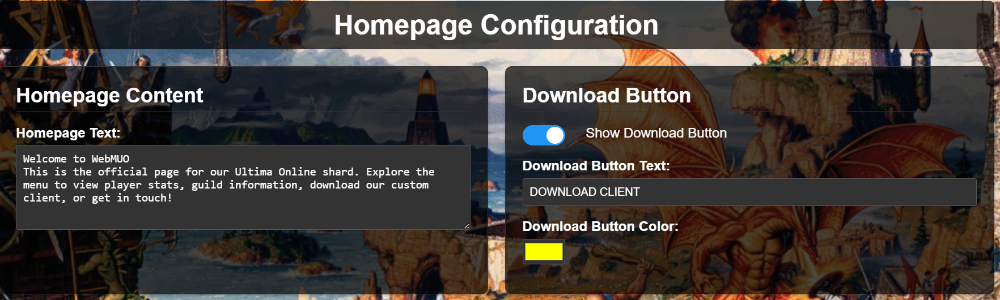 Homepage Configuration
Homepage Content
Homepage Text:
Welcome to WebMUO
This is the official page for our Ultima Online shard. Explore the
menu to view player stats, guild information, download our custom
client, or get in touch!
Download Button
Show Download Button
Download Button Text:
DOWNLOAD CLIENT
Download Button Color: